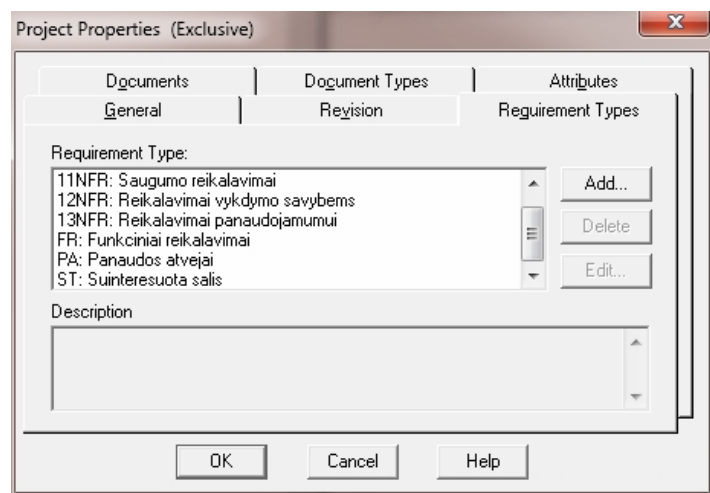 Project Properties (Exclusive)
Documents
Document Types
Attributes
General
Revision
Requirement Types
Requirement Type:
11NFR: Saugumo reikalavimai
12NFR: Reikalavimai vykdymo savybems
13NFR: Reikalavimai panaudojamumui
FR: Funkciniai reikalavimai
PA: Panaudos atvejai
ST: Suinteresuota salis
Add...
Delete
Edit...
Description
OK
Cancel
Help